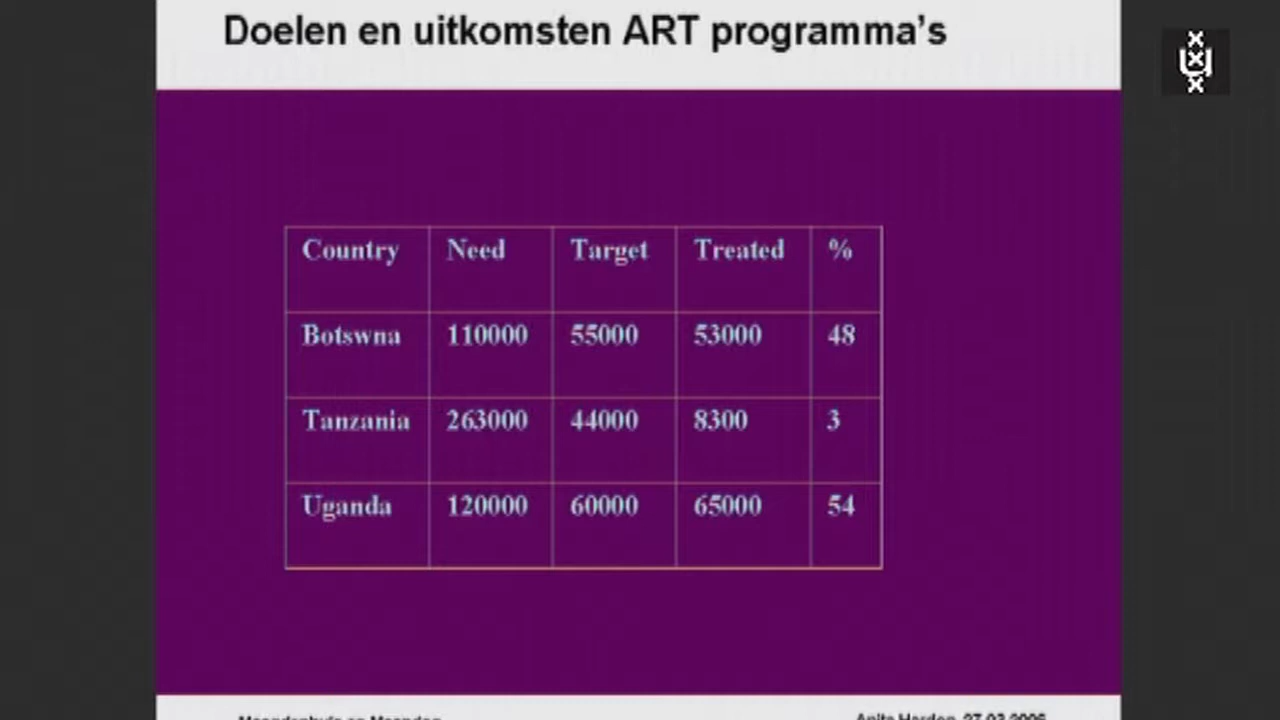 Doelen en uitkomsten ART programma's
Country Need Target Treated %
Botswna 110000 55000 53000 48
Tanzania 263000 44000 8300 3
Uganda 120000 60000 65000 54